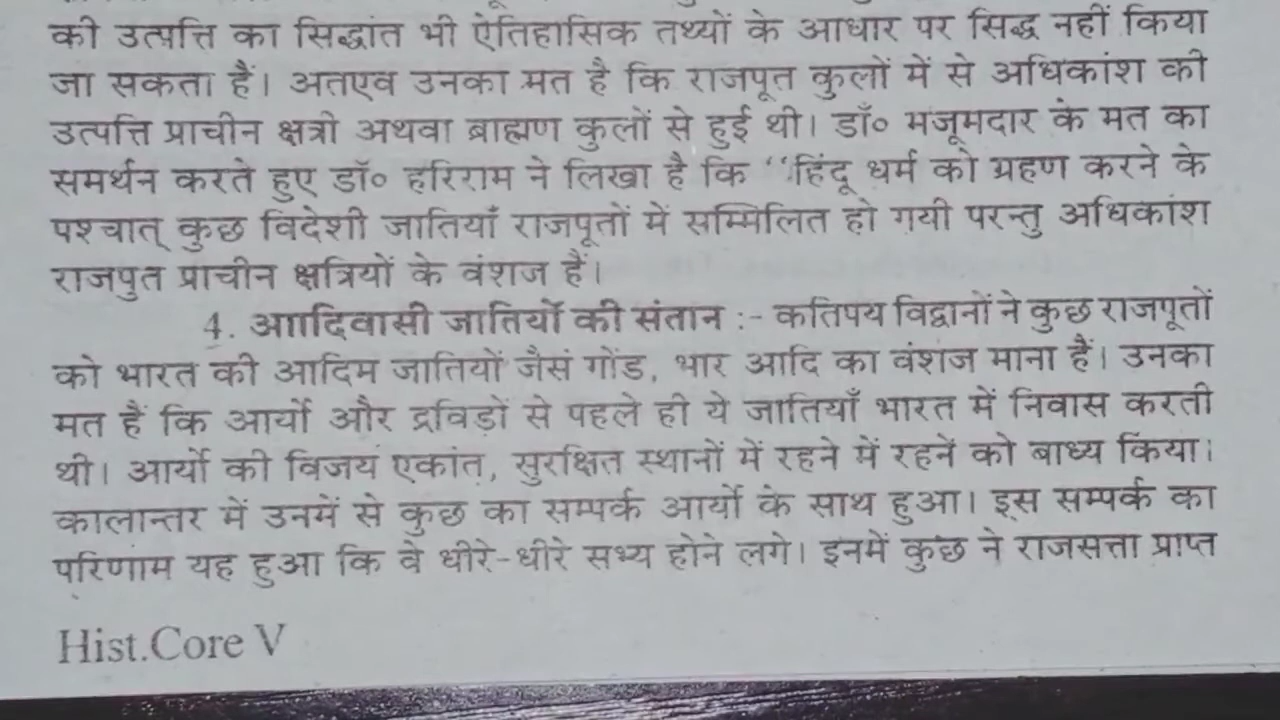 की उत्पत्ति का सिद्धांत भी ऐतिहासिक तथ्यों के आधार पर सिद्ध नहीं किया
जा सकता हैं। अतएव उनका मत है कि राजपूत कुलों में से अधिकांश की
उत्पत्ति प्राचीन क्षत्री अथवा ब्राह्मण कुलों से हुई थी। डॉ० मजूमदार के मत का
समर्थन करते हुए डॉ० हरिराम ने लिखा है कि ‘‘हिंदू धर्म को ग्रहण करने के
पश्चात् कुछ विदेशी जातियाँ राजपूतों में सम्मिलित हो गयी परन्तु अधिकांश
राजपुत प्राचीन क्षत्रियों के वंशज हैं।
4. आादिवासी जातियों की संतान :- कतिपय विद्वानों ने कुछ राजपूतों
को भारत की आदिम जातियों जैसं गोंड, भार आदि का वंशज माना हैं। उनका
मत हैं कि आर्यो और द्रविड़ों से पहले ही ये जातियाँ भारत में निवास करती
थी। आर्यो की विजय एकांत, सुरक्षित स्थानों में रहने में रहनें को बाध्य किया।
कालान्तर में उनमें से कुछ का सम्पर्क आर्यो के साथ हुआ। इस सम्पर्क का
परिणाम यह हुआ कि वे धीरे-धीरे सभ्य होने लगे। इनमें कुछ ने राजसत्ता प्राप्त
Hist.Core V